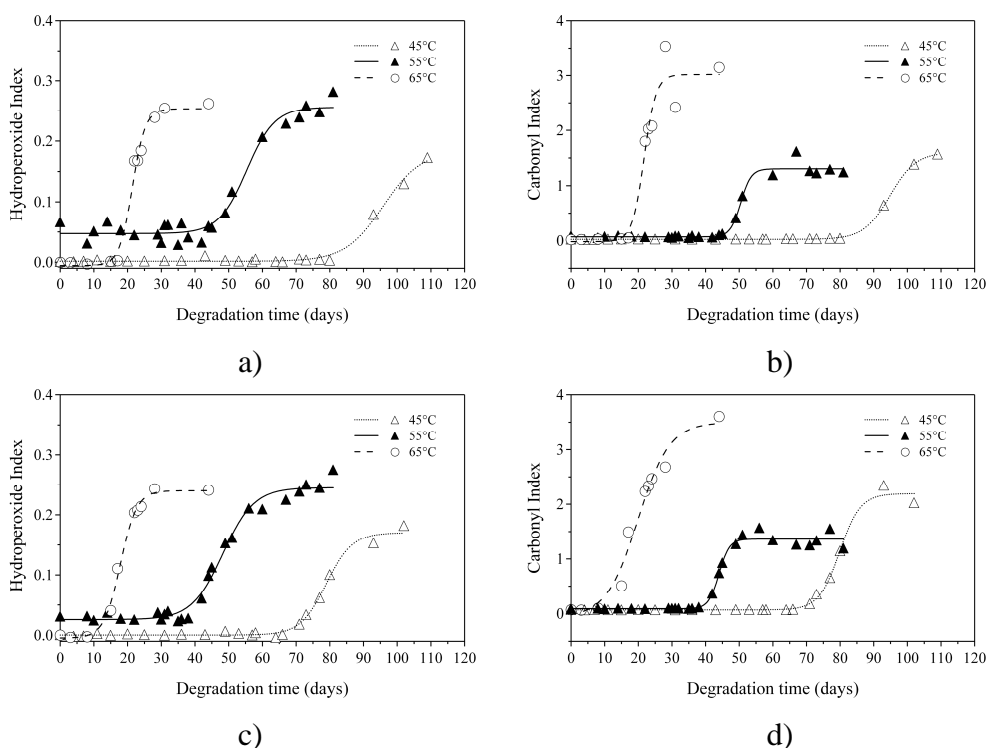 0.4
0.3
0.2
0.1
0.0
Hydroperoxide Index
45°C
55°C
65°C
0 10 20 30 40 50 60 70 80 90 100 110 120
Degradation time (days)
a)
4
3
2
1
0
Carbonyl Index
45°C
55°C
65°C
0 10 20 30 40 50 60 70 80 90 100 110 120
Degradation time (days)
b)
0.4
0.3
0.2
0.1
0.0
Hydroperoxide Index
45°C
55°C
65°C
0 10 20 30 40 50 60 70 80 90 100 110 120
Degradation time (days)
c)
4
3
2
1
0
Carbonyl Index
45°C
55°C
65°C
0 10 20 30 40 50 60 70 80 90 100 110 120
Degradation time (days)
d)